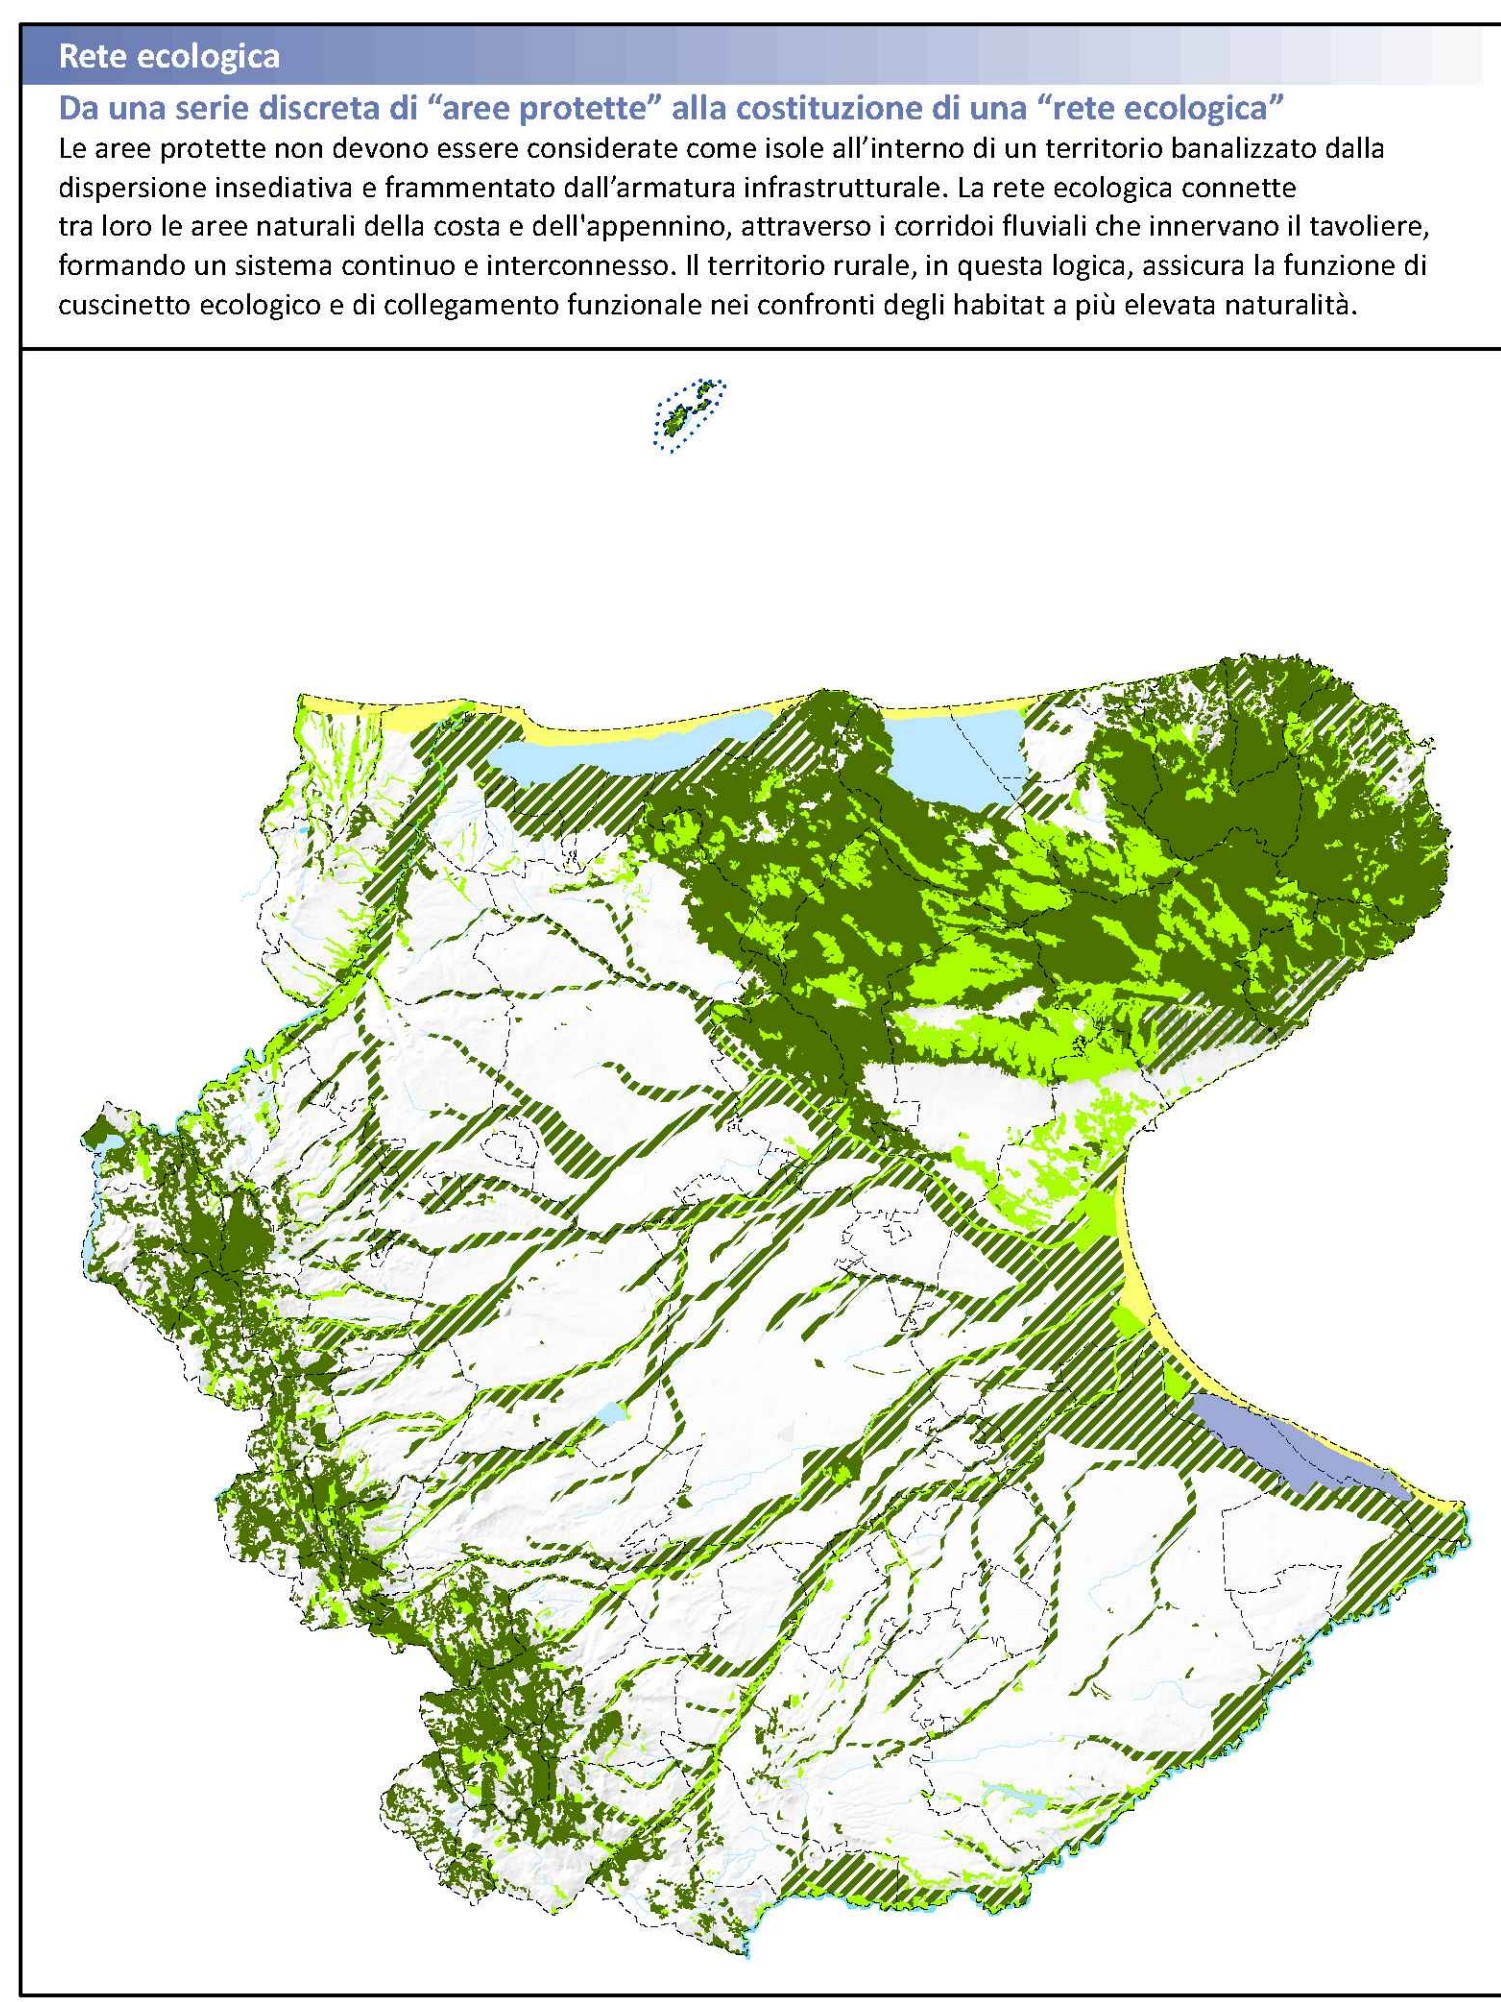 Rete ecologica
Da una serie discreta di “aree protette” alla costituzione di una “rete ecologica”
Le aree protette non devono essere considerate come isole all’interno di un territorio banalizzato dalla
dispersione insediativa e frammentato dall’armatura infrastrutturale. La rete ecologica connette
tra loro le aree naturali della costa e dell'appennino, attraverso i corridoi fluviali che innervano il tavoliere,
formando un sistema continuo e interconnesso. Il territorio rurale, in questa logica, assicura la funzione di
cuscinetto ecologico e di collegamento funzionale nei confronti degli habitat a più elevata naturalità.